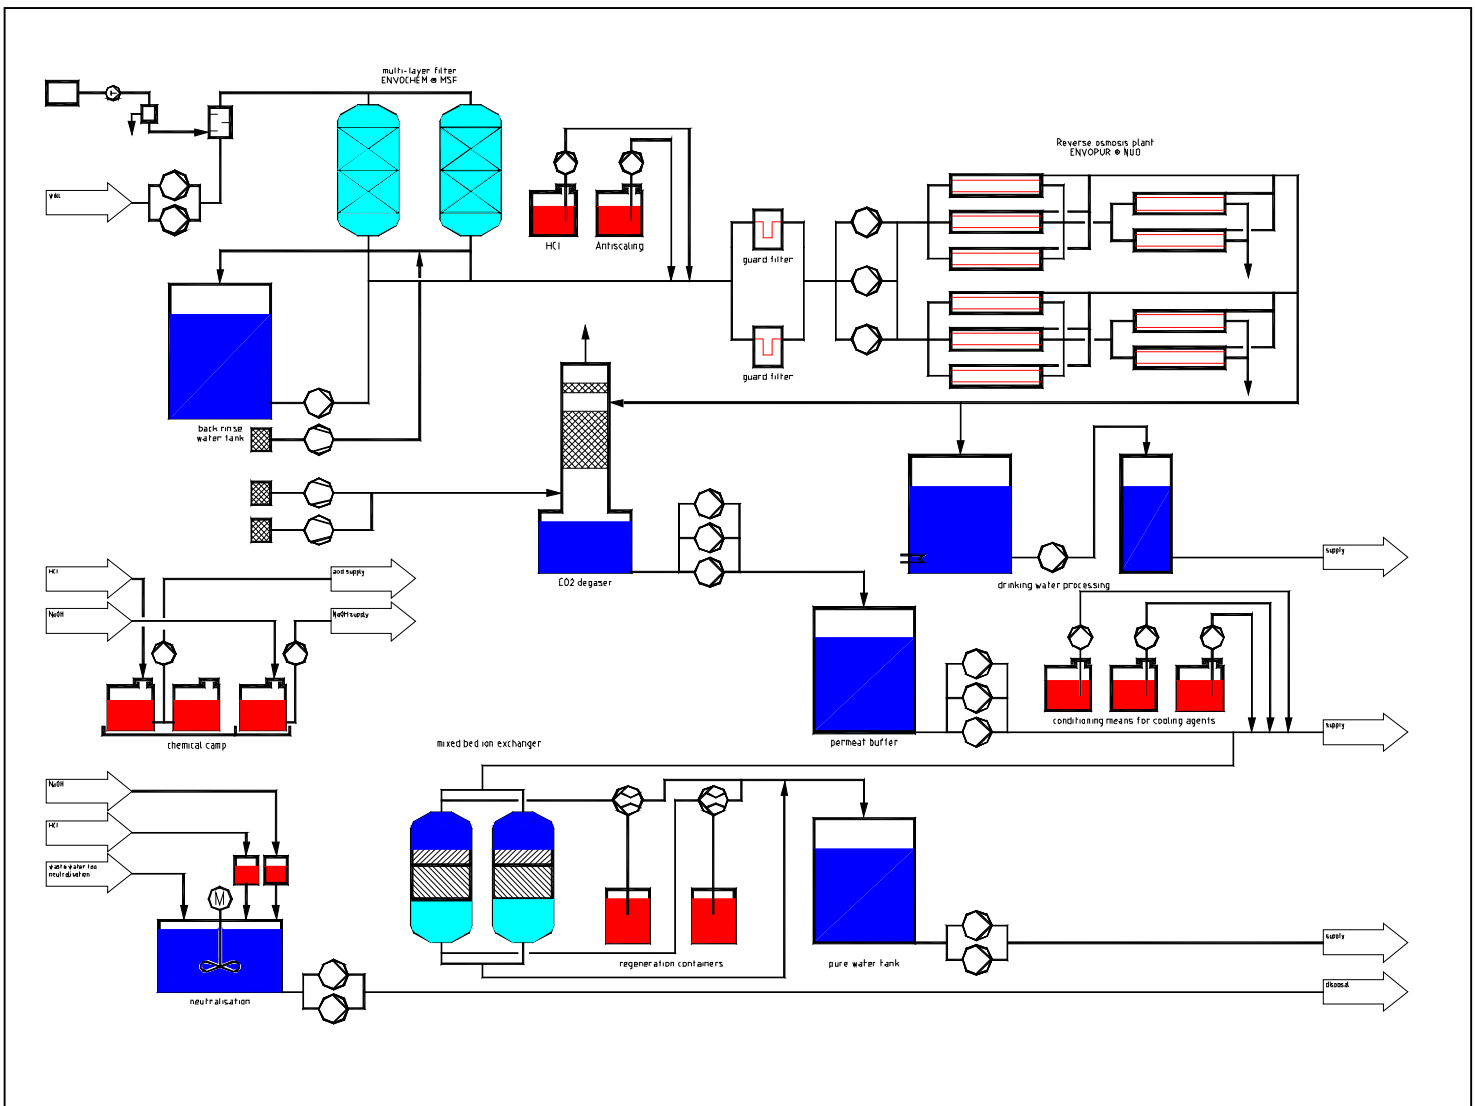 multi-layer filter
ENVOCHEM ® MSF
Reverse osmosis plant
ENVOPUR ® NUO
well
HCl
Antiscaling
guard filter
guard filter
back rinse
water tank
CO2 degaser
drinking water processing
supply
HCl
acid supply
NaOH
NaOH supply
chemical camp
permeat buffer
conditioning means for cooling agents
supply
mixed bed ion exchanger
NaOH
HCl
neutralisation
M
regeneration containers
pure water tank
supply
disposal
neutralisation